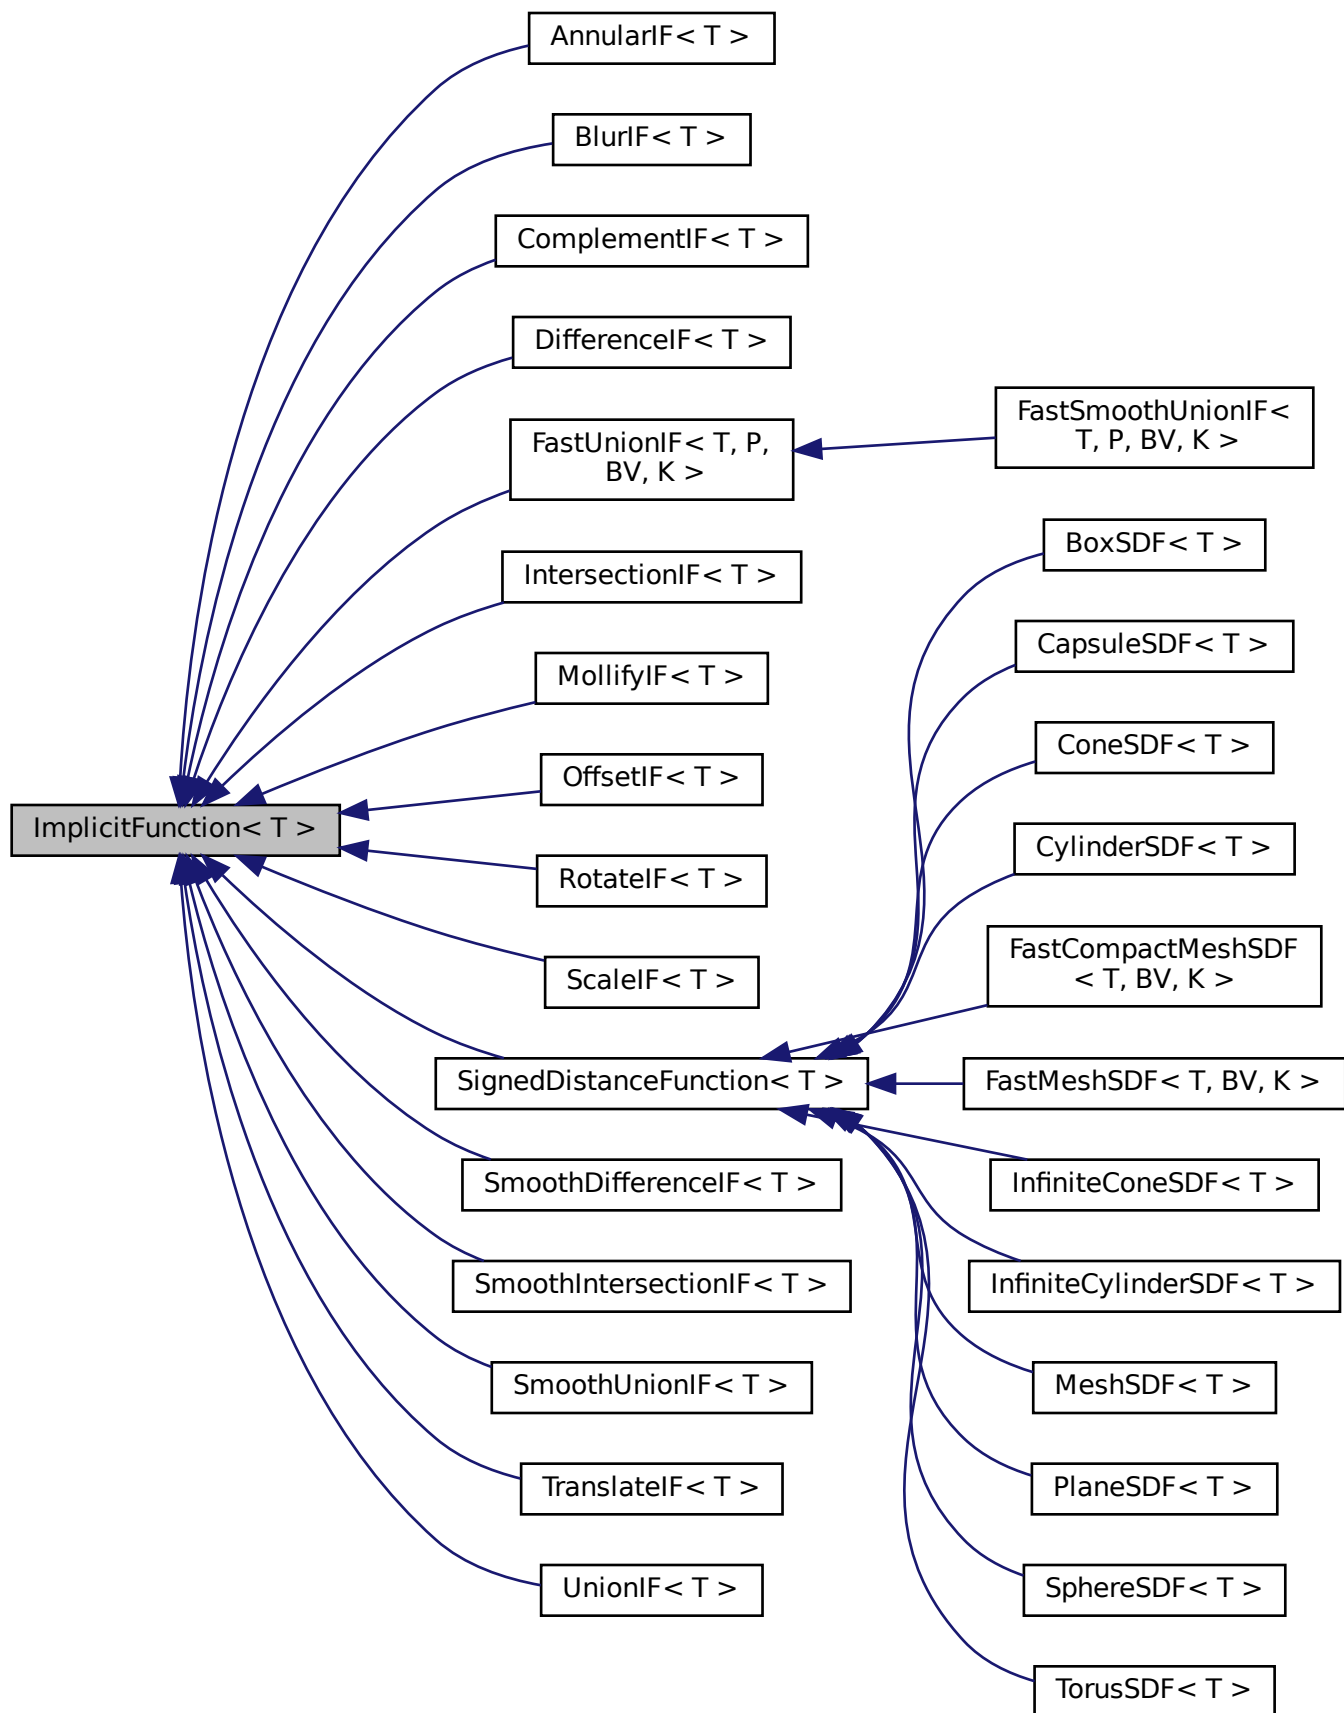 AnnularIF< T >
BlurIF< T >
ComplementIF< T >
DifferenceIF< T >
FastUnionIF< T, P,
BV, K >
FastSmoothUnionIF<
T, P, BV, K >
IntersectionIF< T >
MollifyIF< T >
OffsetIF< T >
ImplicitFunction< T >
RotateIF< T >
ScaleIF< T >
SignedDistanceFunction< T >
BoxSDF< T >
CapsuleSDF< T >
ConeSDF< T >
CylinderSDF< T >
FastCompactMeshSDF
< T, BV, K >
FastMeshSDF< T, BV, K >
InfiniteConeSDF< T >
InfiniteCylinderSDF< T >
MeshSDF< T >
PlaneSDF< T >
SphereSDF< T >
TorusSDF< T >
SmoothDifferenceIF< T >
SmoothIntersectionIF< T >
SmoothUnionIF< T >
TranslateIF< T >
UnionIF< T >